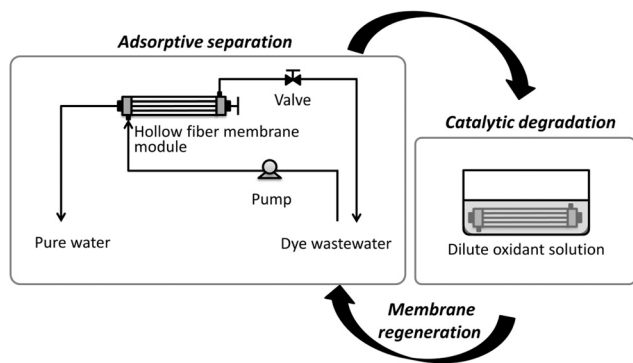 Adsorptive separation
Valve
Hollow fiber membrane
module
Pump
Pure water
Dye wastewater
Catalytic degradation
Dilute oxidant solution
Membrane
regeneration